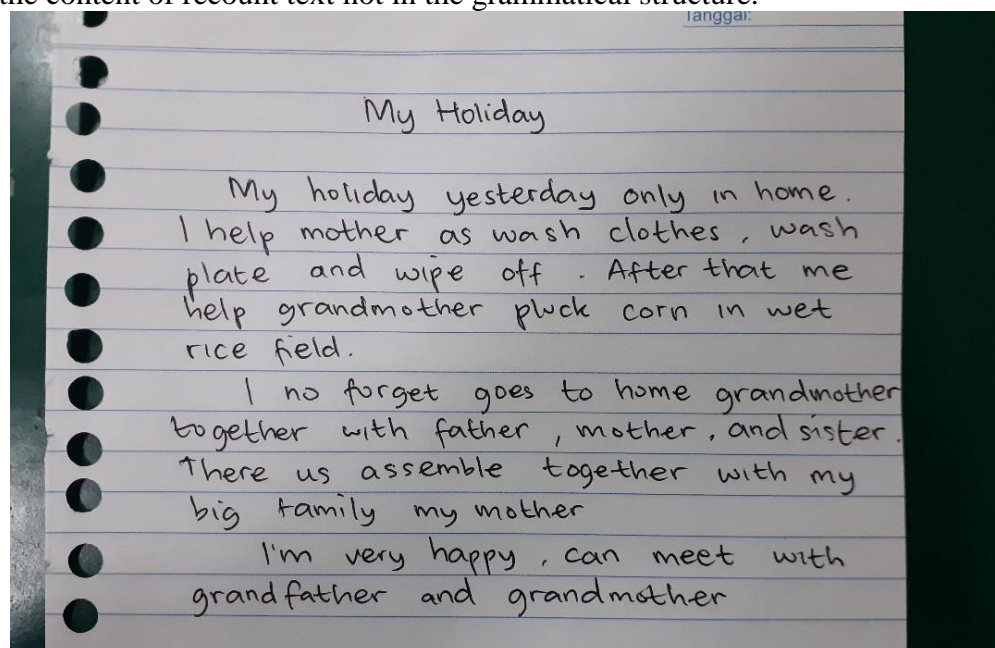 the content of recount text not in the grammatical structure.
Tanggal:
My Holiday
My holiday yesterday only in home.
I help mother as wash clothes, wash
plate and wipe off. After that me
help grandmother pluck corn in wet
rice field.
I no forget goes to home grandmother
together with father, mother, and sister.
There us assemble together with my
big family my mother
I'm very happy, can meet with
grandfather and grandmother